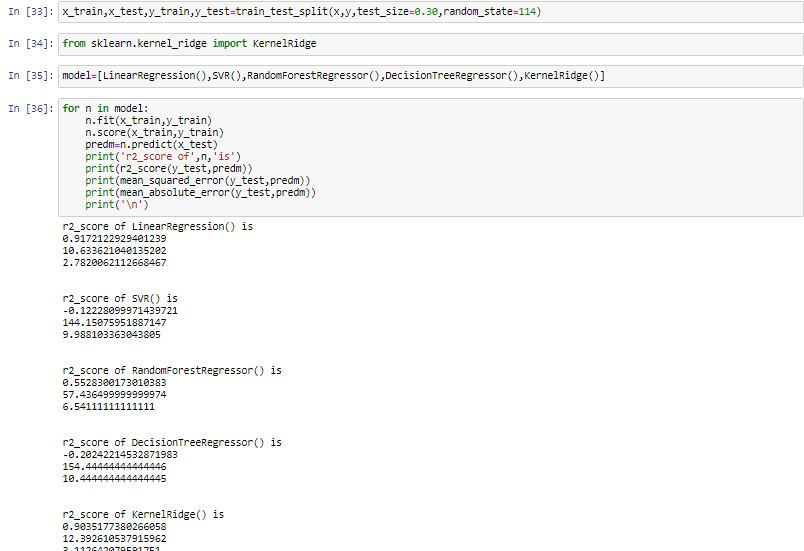 In [33]: x_train,x_test,y_train,y_test=train_test_split(x,y,test_size=0.30,random_state=114)
In [34]: from sklearn.kernel_ridge import KernelRidge
In [35]: model=[LinearRegression(),SVR(),RandomForestRegressor(),DecisionTreeRegressor(),KernelRidge()]
In [36]: for n in model:
n.fit(x_train,y_train)
n.score(x_train,y_train)
predm=n.predict(x_test)
print('r2_score of',n,'is')
print(r2_score(y_test,predm))
print(mean_squared_error(y_test,predm))
print(mean_absolute_error(y_test,predm))
print('\n')
r2_score of LinearRegression() is
0.9172122929401239
10.633621040135202
2.7820062112668467
r2_score of SVR() is
-0.12228099971439721
144.15075951887147
9.988103363043805
r2_score of RandomForestRegressor() is
0.5528300173010383
57.436499999999974
6.54111111111111
r2_score of DecisionTreeRegressor() is
-0.20242214532871983
154.44444444444446
10.444444444444445
r2_score of KernelRidge() is
0.9035177380266058
12.392610537915962
3.112642079591751